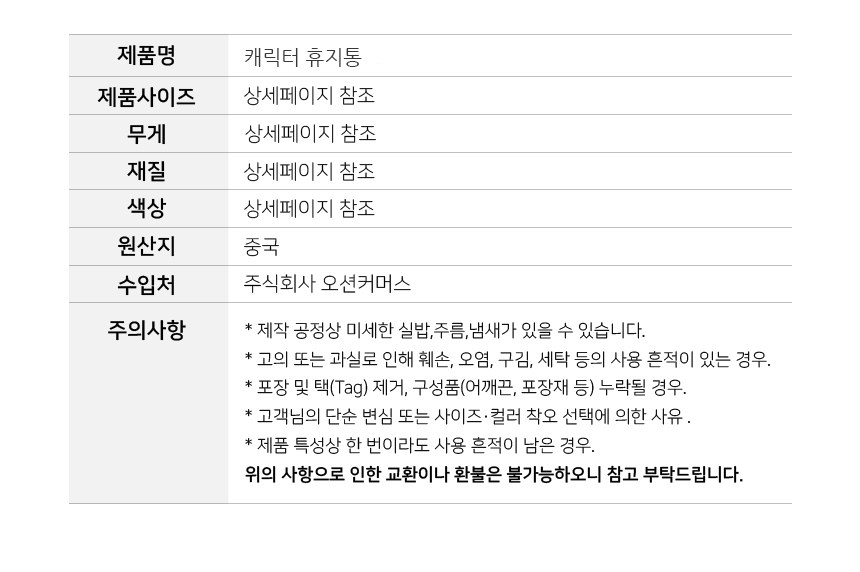 제품명 캐릭터 휴지통
제품사이즈 상세페이지 참조
무게 상세페이지 참조
재질 상세페이지 참조
색상 상세페이지 참조
원산지 중국
수입처 주식회사 오션커머스
주의사항 * 제작 공정상 미세한 실밥,주름,냄새가 있을 수 있습니다.
* 고의 또는 과실로 인해 훼손, 오염, 구김, 세탁 등의 사용 흔적이 있는 경우.
* 포장 및 택(Tag) 제거, 구성품(어깨끈, 포장재 등) 누락될 경우.
* 고객님의 단순 변심 또는 사이즈·컬러 착오 선택에 의한 사유 .
* 제품 특성상 한 번이라도 사용 흔적이 남은 경우.
위의 사항으로 인한 교환이나 환불은 불가능하오니 참고 부탁드립니다.